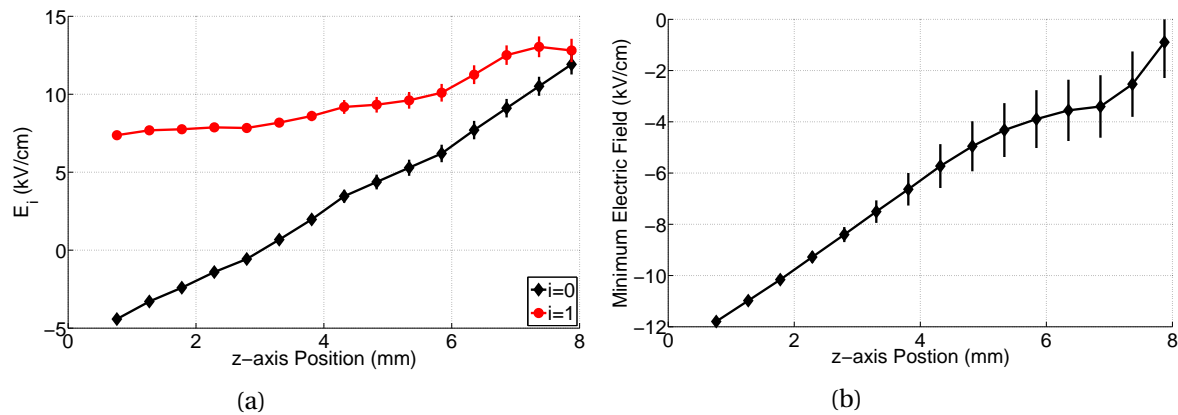 15
10
5
0
−5
0
2
4
6
8
E_i (kV/cm)
z−axis Position (mm)
i=0
i=1
(a)
0
−2
−4
−6
−8
−10
−12
0
2
4
6
8
Minimum Electric Field (kV/cm)
z−axis Postion (mm)
(b)